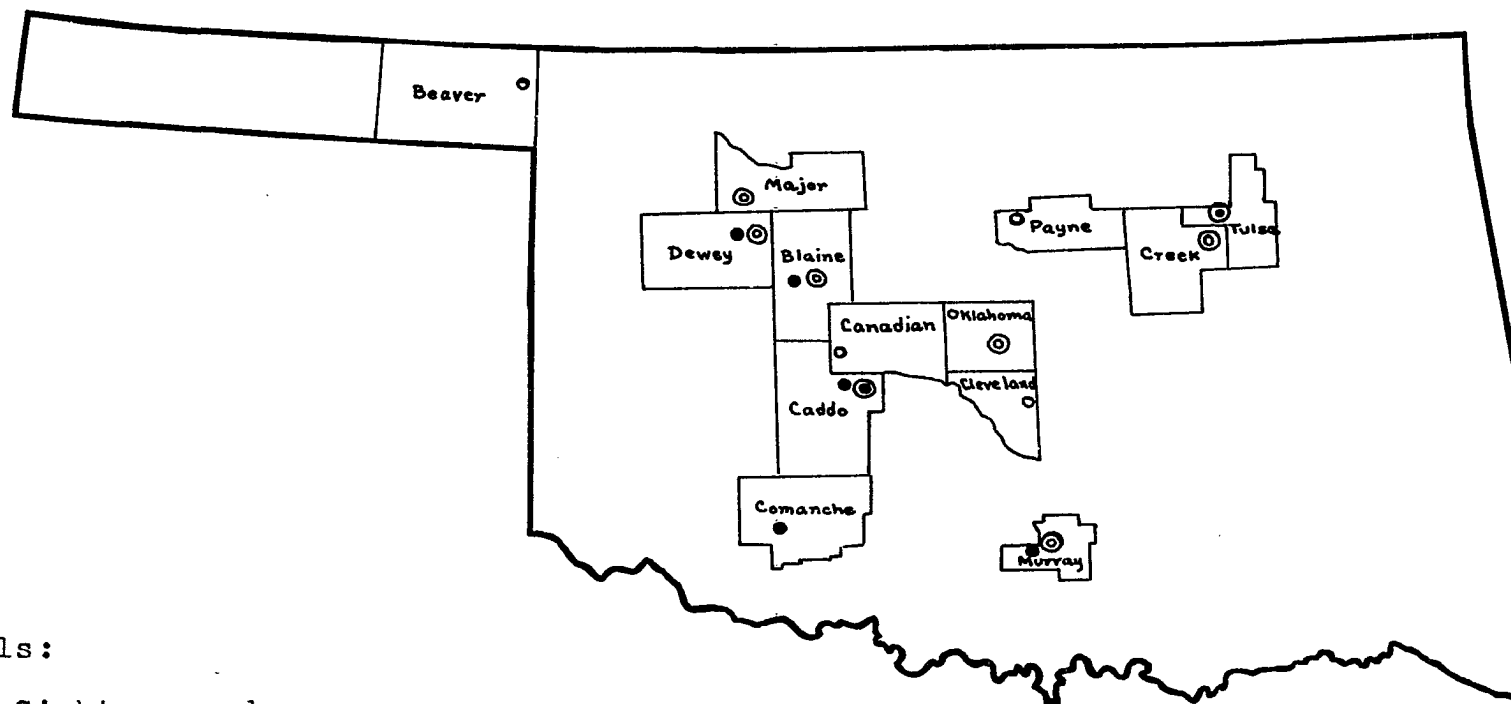 Beaver
Major
Dewey
Blaine
Payne
Creek
Tulsa
Canadian
Oklahoma
Cleveland
Caddo
Comanche
Murray
ls: